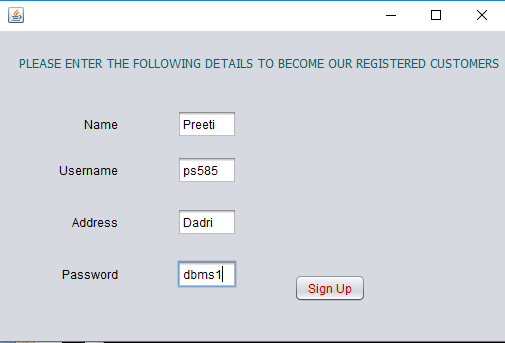 PLEASE ENTER THE FOLLOWING DETAILS TO BECOME OUR REGISTERED CUSTOMERS
Name Preeti
Username ps585
Address Dadri
Password dbms1
Sign Up